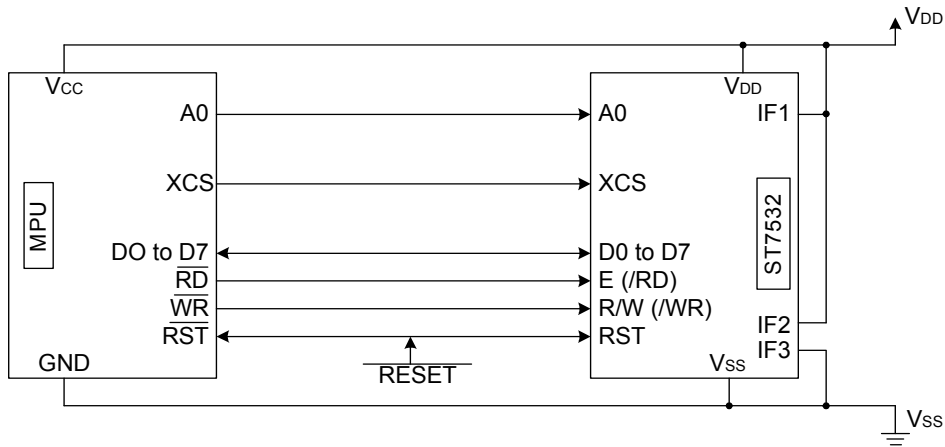 VDD
VCC
VDD
A0
A0
IF1
XCS
XCS
MPU
ST7532
DO to D7
D0 to D7
RD
E (/RD)
WR
R/W (/WR)
IF2
RST
RST
IF3
GND
RESET
VSS
VSS